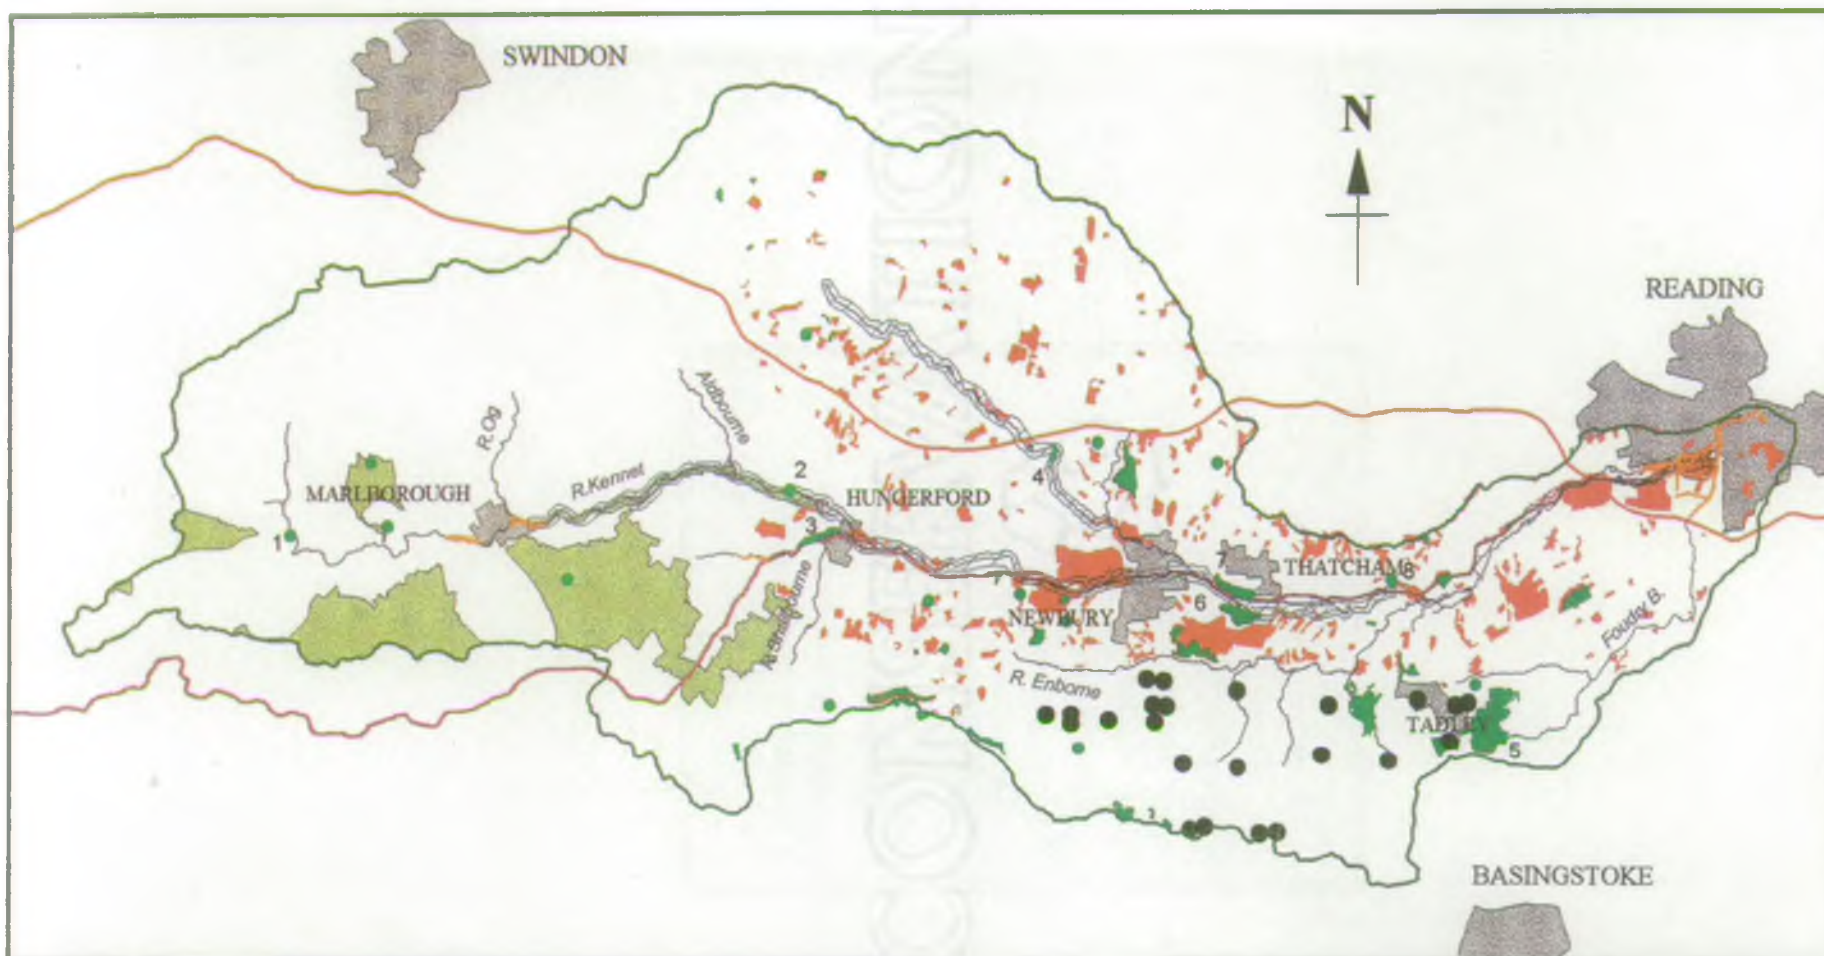 SWINDON
N
READING
Aldbourne
R.Og
R.Kennet
MARLBOROUGH
2
HUNGERFORD
4
1
3
7
THATCHAM
8
6
NEWBURY
Foudry B.
R. Enborne
TADLEY
5
BASINGSTOKE